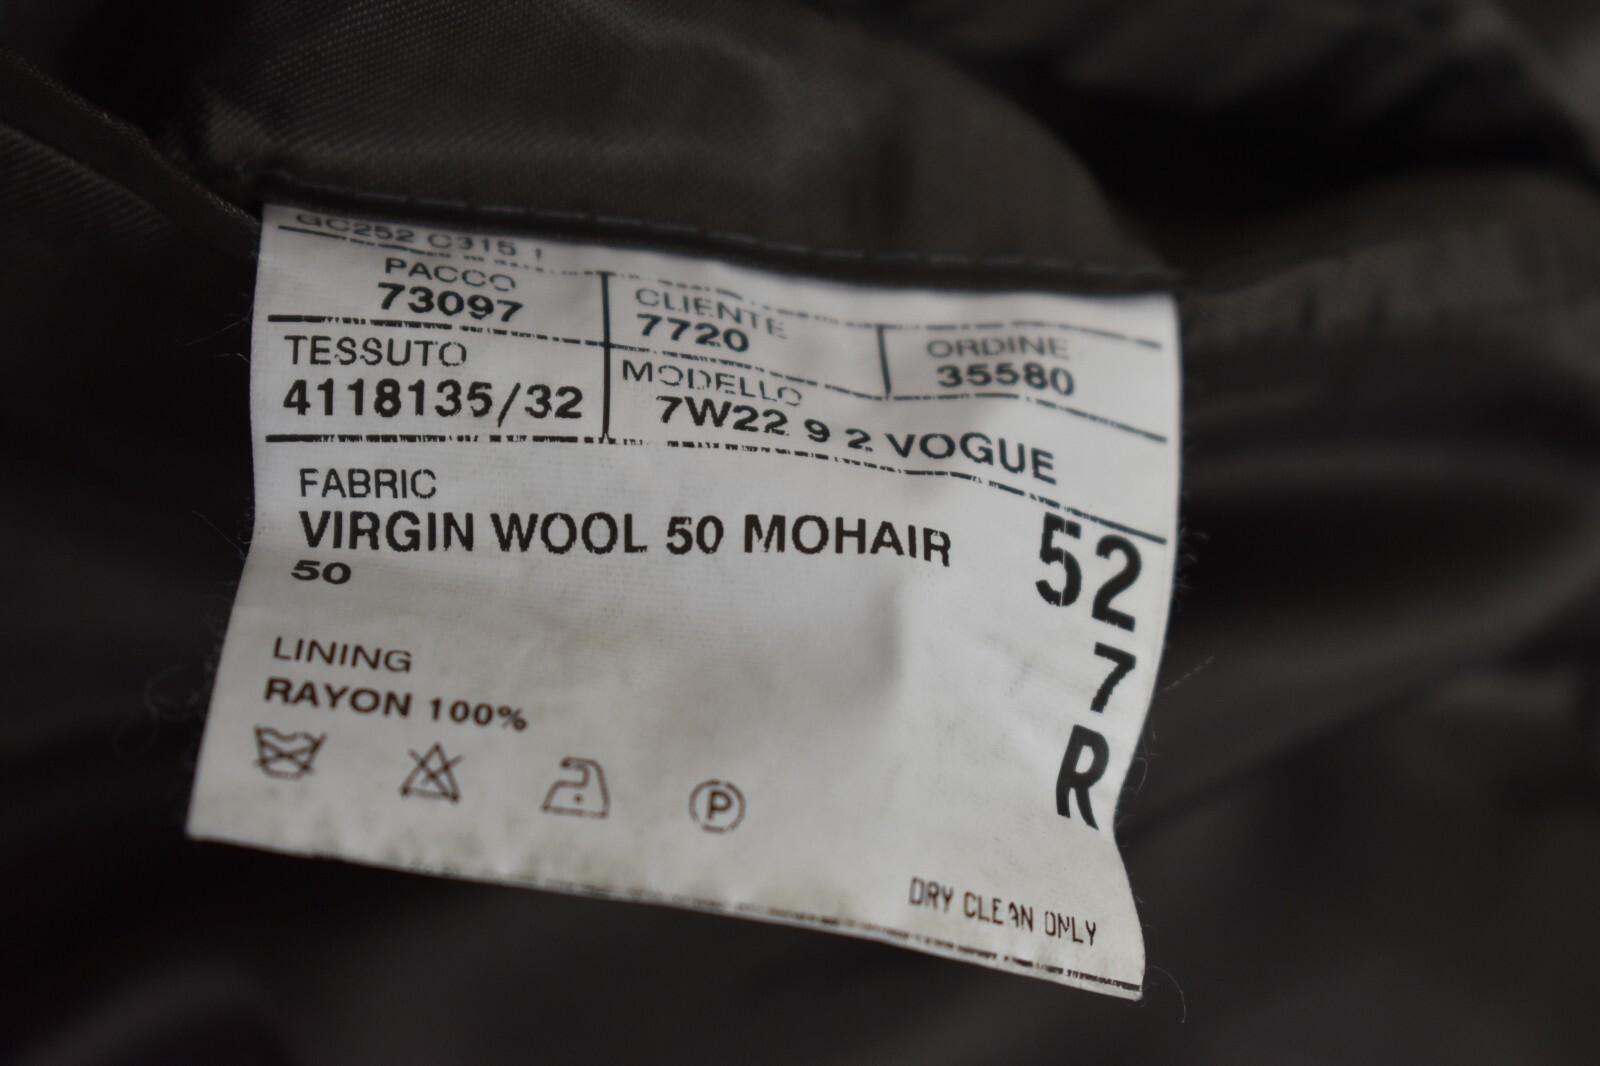 GC252 C315 1
PACCO
73097
CLIENTE
7720
ORDINE
35580
TESSUTO
4118135/32
MODELLO
7W22 9 2 VOGUE
FABRIC
VIRGIN WOOL 50 MOHAIR
50
52
7
R
LINING
RAYON 100%
P
DRY CLEAN ONLY